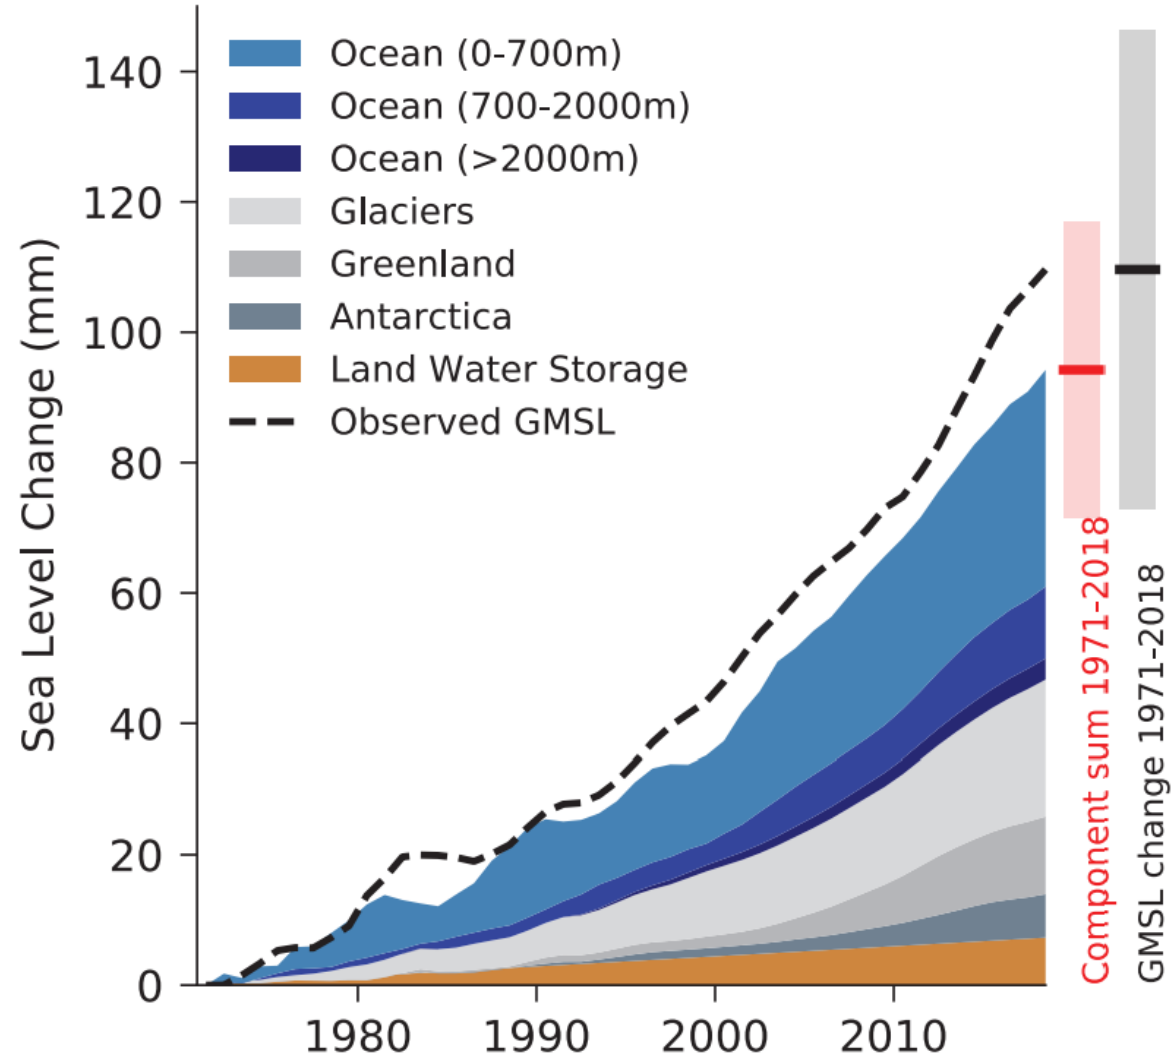 Sea Level Change (mm)
140
120
100
80
60
40
20
0
Ocean (0-700m)
Ocean (700-2000m)
Ocean (>2000m)
Glaciers
Greenland
Antarctica
Land Water Storage
Observed GMSL
1980
1990
2000
2010
Component sum 1971-2018
GMSL change 1971-2018